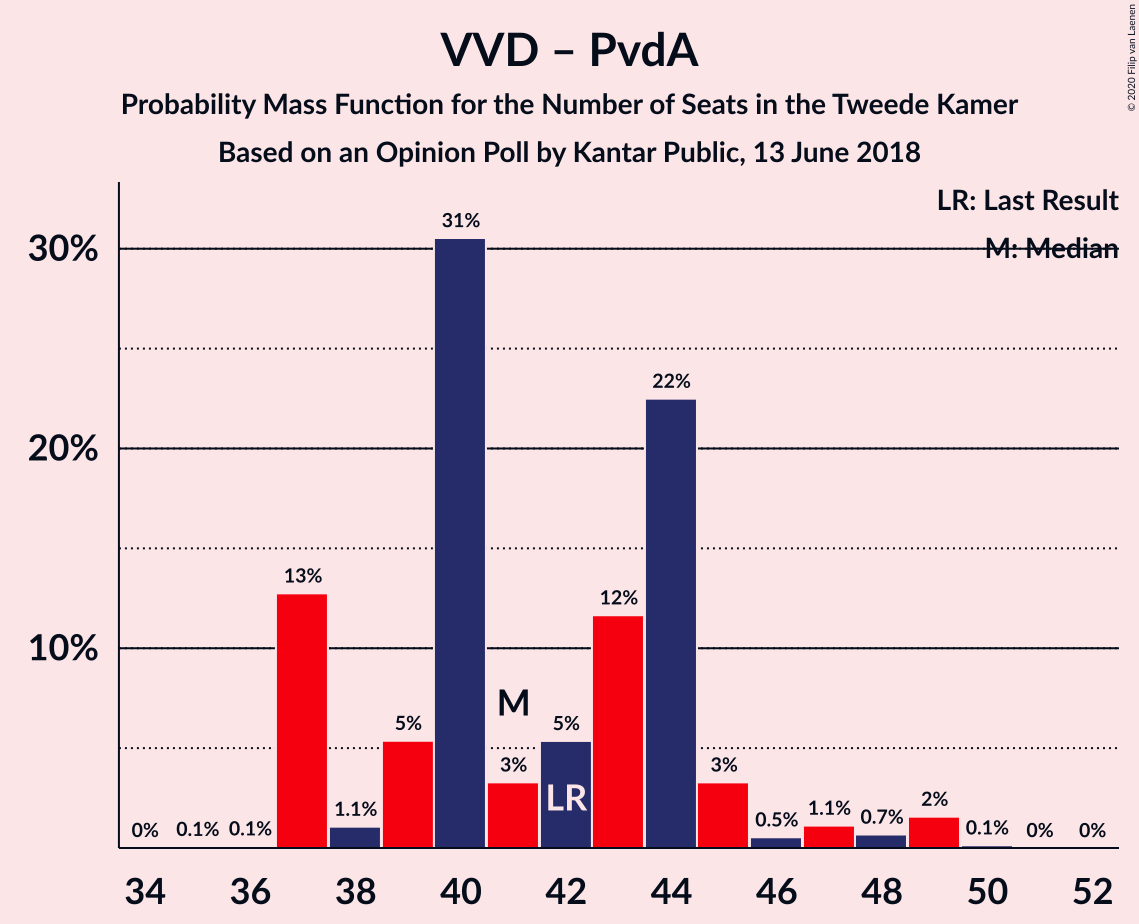 VVD – PvdA
Probability Mass Function for the Number of Seats in the Tweede Kamer
Based on an Opinion Poll by Kantar Public, 13 June 2018
© 2020 Filip van Laenen
LR: Last Result
M: Median
30%
20%
10%
0%
0.1%
0.1%
13%
1.1%
5%
31%
3%
5%
12%
22%
3%
0.5%
1.1%
0.7%
2%
0.1%
0%
0%
M
LR
34 36 38 40 42 44 46 48 50 52